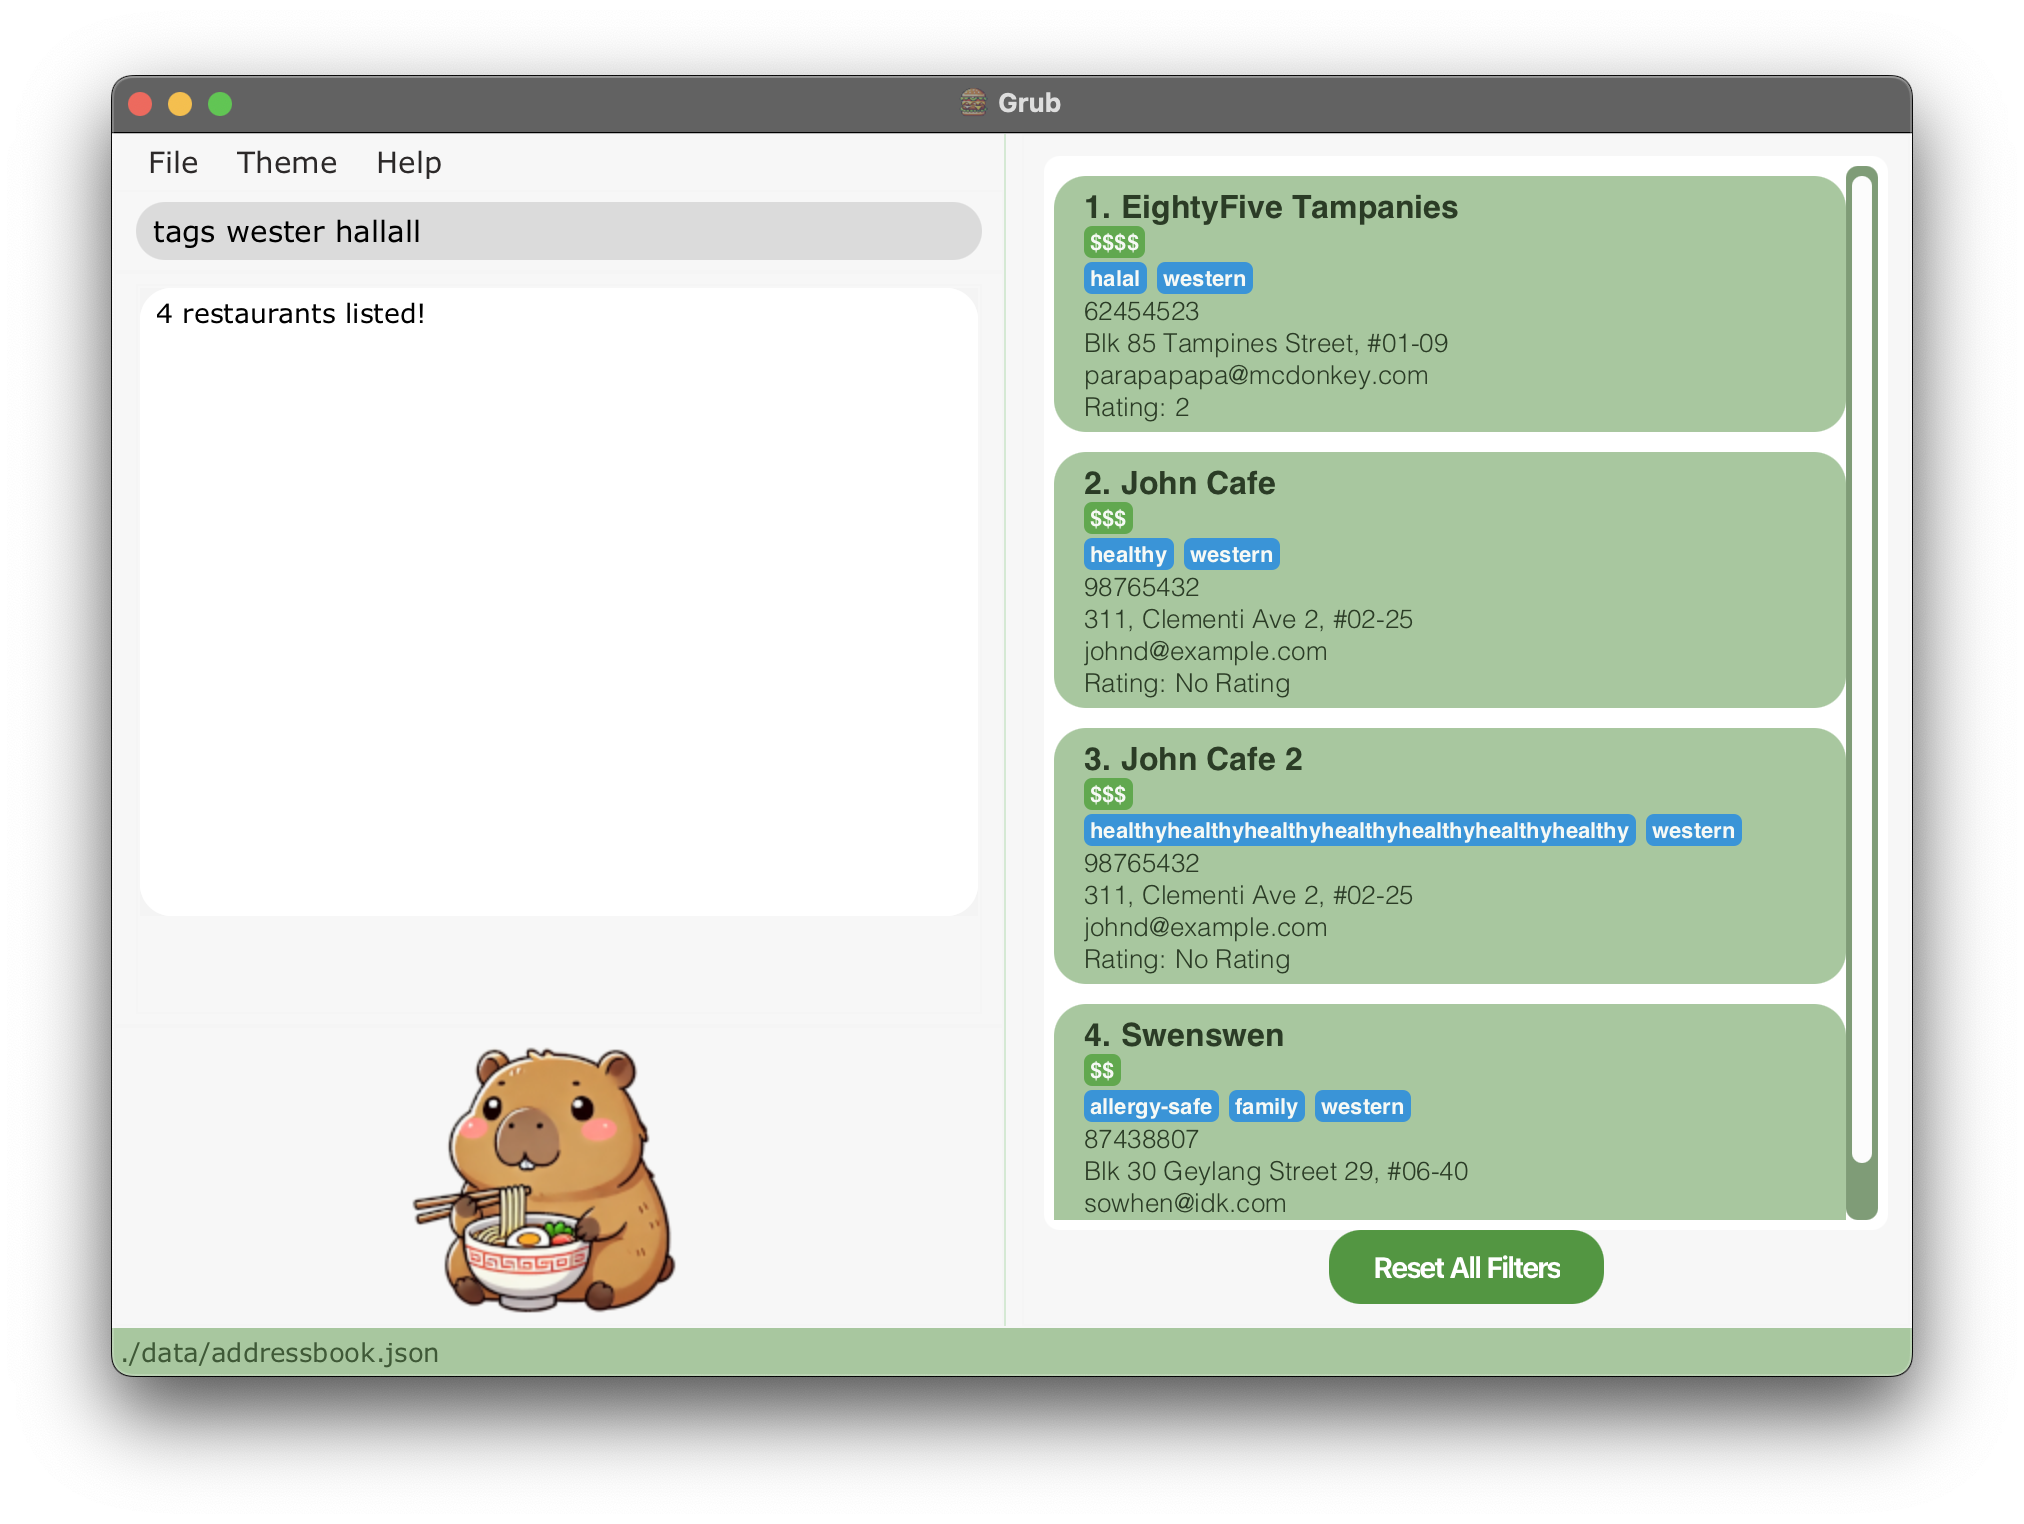 Grub
File Theme Help
tags wester hallall
4 restaurants listed!
1. EightyFive Tampanies
$$$$
halal western
62454523
Blk 85 Tampines Street, #01-09
parapapapa@mcdonkey.com
Rating: 2
2. John Cafe
$$$
healthy western
98765432
311, Clementi Ave 2, #02-25
johnd@example.com
Rating: No Rating
3. John Cafe 2
$$$
healthyhealthyhealthyhealthyhealthyhealthyhealthy western
98765432
311, Clementi Ave 2, #02-25
johnd@example.com
Rating: No Rating
4. Swenswen
$$
allergy-safe family western
87438807
Blk 30 Geylang Street 29, #06-40
sowhen@idk.com
Reset All Filters
./data/addressbook.json